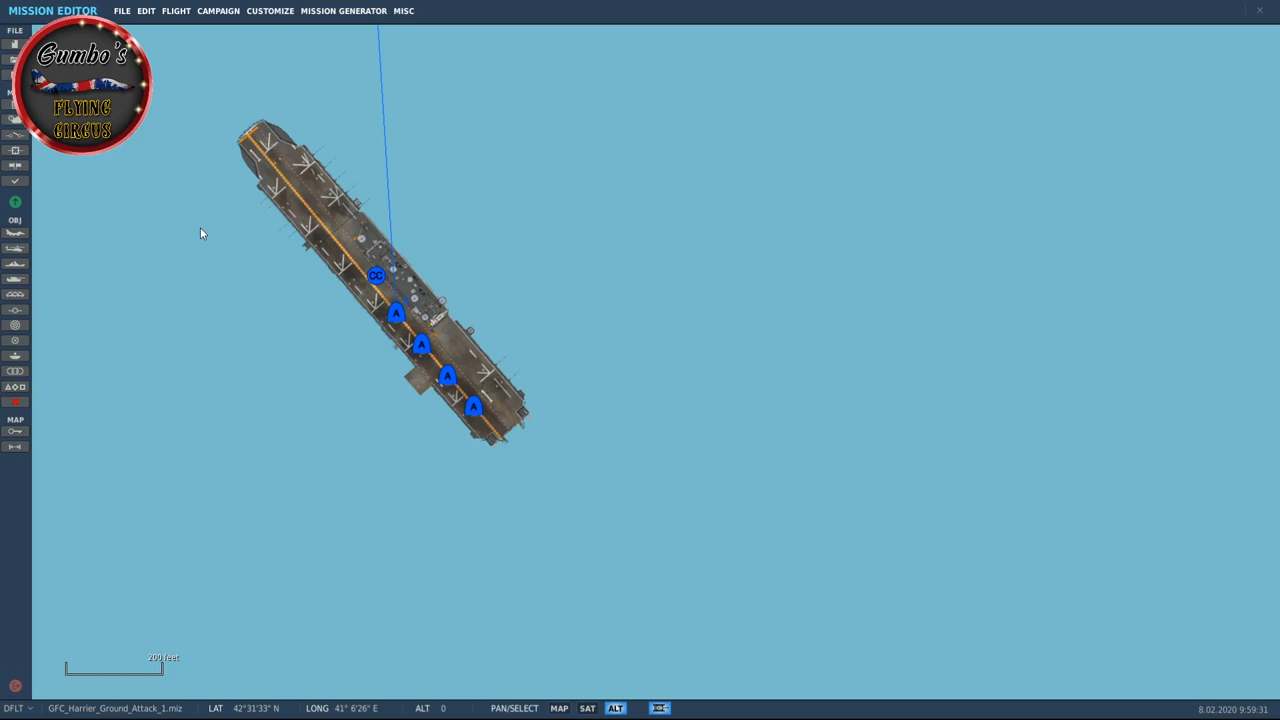 MISSION EDITOR FILE EDIT FLIGHT CAMPAIGN CUSTOMIZE MISSION GENERATOR MISC
FILE
Gumbo's
FLYING
CIRCUS
OBJ
MAP
CC
A
A
A
A
200 feet
DFLT GFC_Harrier_Ground_Attack_1.miz LAT 42°31'33" N LONG 41° 6'26" E ALT 0 PAN/SELECT MAP SAT ALT 8.02.2020 9:59:31